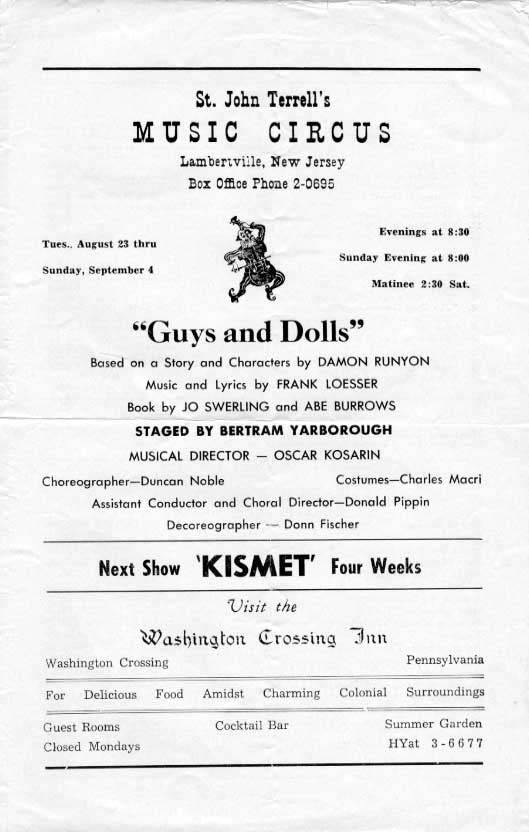 St. John Terrell's
MUSIC CIRCUS
Lambertville, New Jersey
Box Office Phone 2-0695
Tues., August 23 thru
Sunday, September 4
Evenings at 8:30
Sunday Evening at 8:00
Matinee 2:30 Sat.
"Guys and Dolls"
Based on a Story and Characters by DAMON RUNYON
Music and Lyrics by FRANK LOESSER
Book by JO SWERLING and ABE BURROWS
STAGED BY BERTRAM YARBOROUGH
MUSICAL DIRECTOR — OSCAR KOSARIN
Choreographer—Duncan Noble Costumes—Charles Macri
Assistant Conductor and Choral Director—Donald Pippin
Decoreographer — Donn Fischer
Next Show 'KISMET' Four Weeks
Visit the
Washington Crossing Inn
Washington Crossing Pennsylvania
For Delicious Food Amidst Charming Colonial Surroundings
Guest Rooms Cocktail Bar Summer Garden
Closed Mondays HYat 3-6677